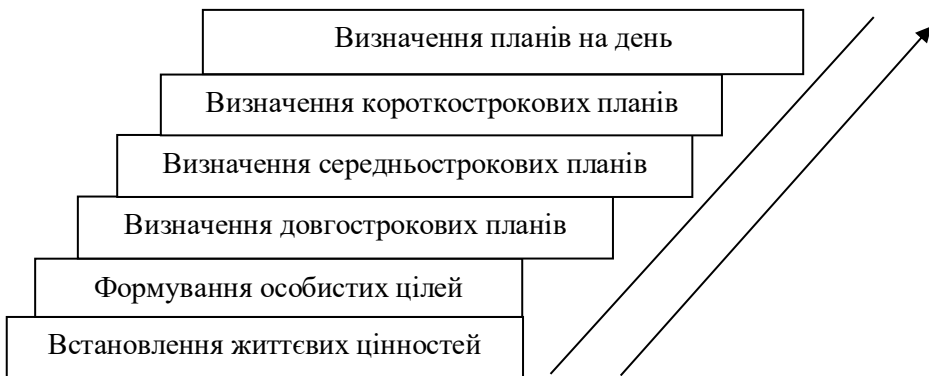 Визначення планів на день
Визначення короткострокових планів
Визначення середньострокових планів
Визначення довгострокових планів
Формування особистих цілей
Встановлення життєвих цінностей